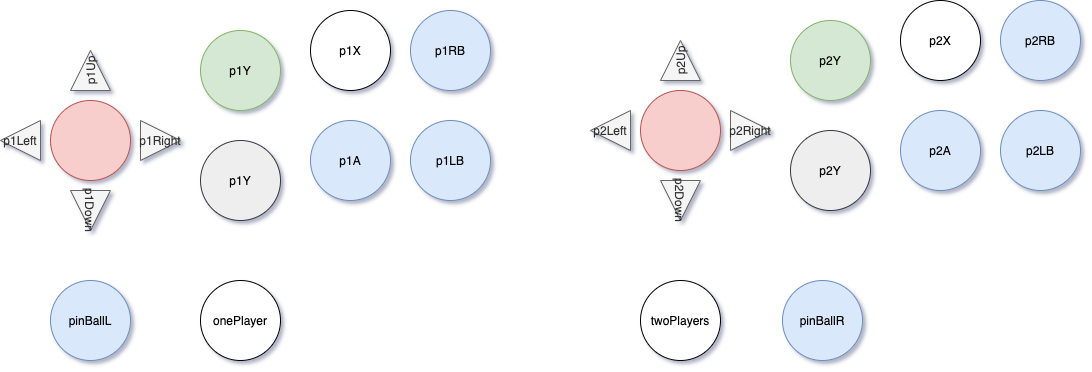 p1Up
p1Left
p1Right
p1Down
p1Y
p1X
p1RB
p1Y
p1A
p1LB
p2Up
p2Left
p2Right
p2Down
p2Y
p2X
p2RB
p2Y
p2A
p2LB
pinBallL
onePlayer
twoPlayers
pinBallR